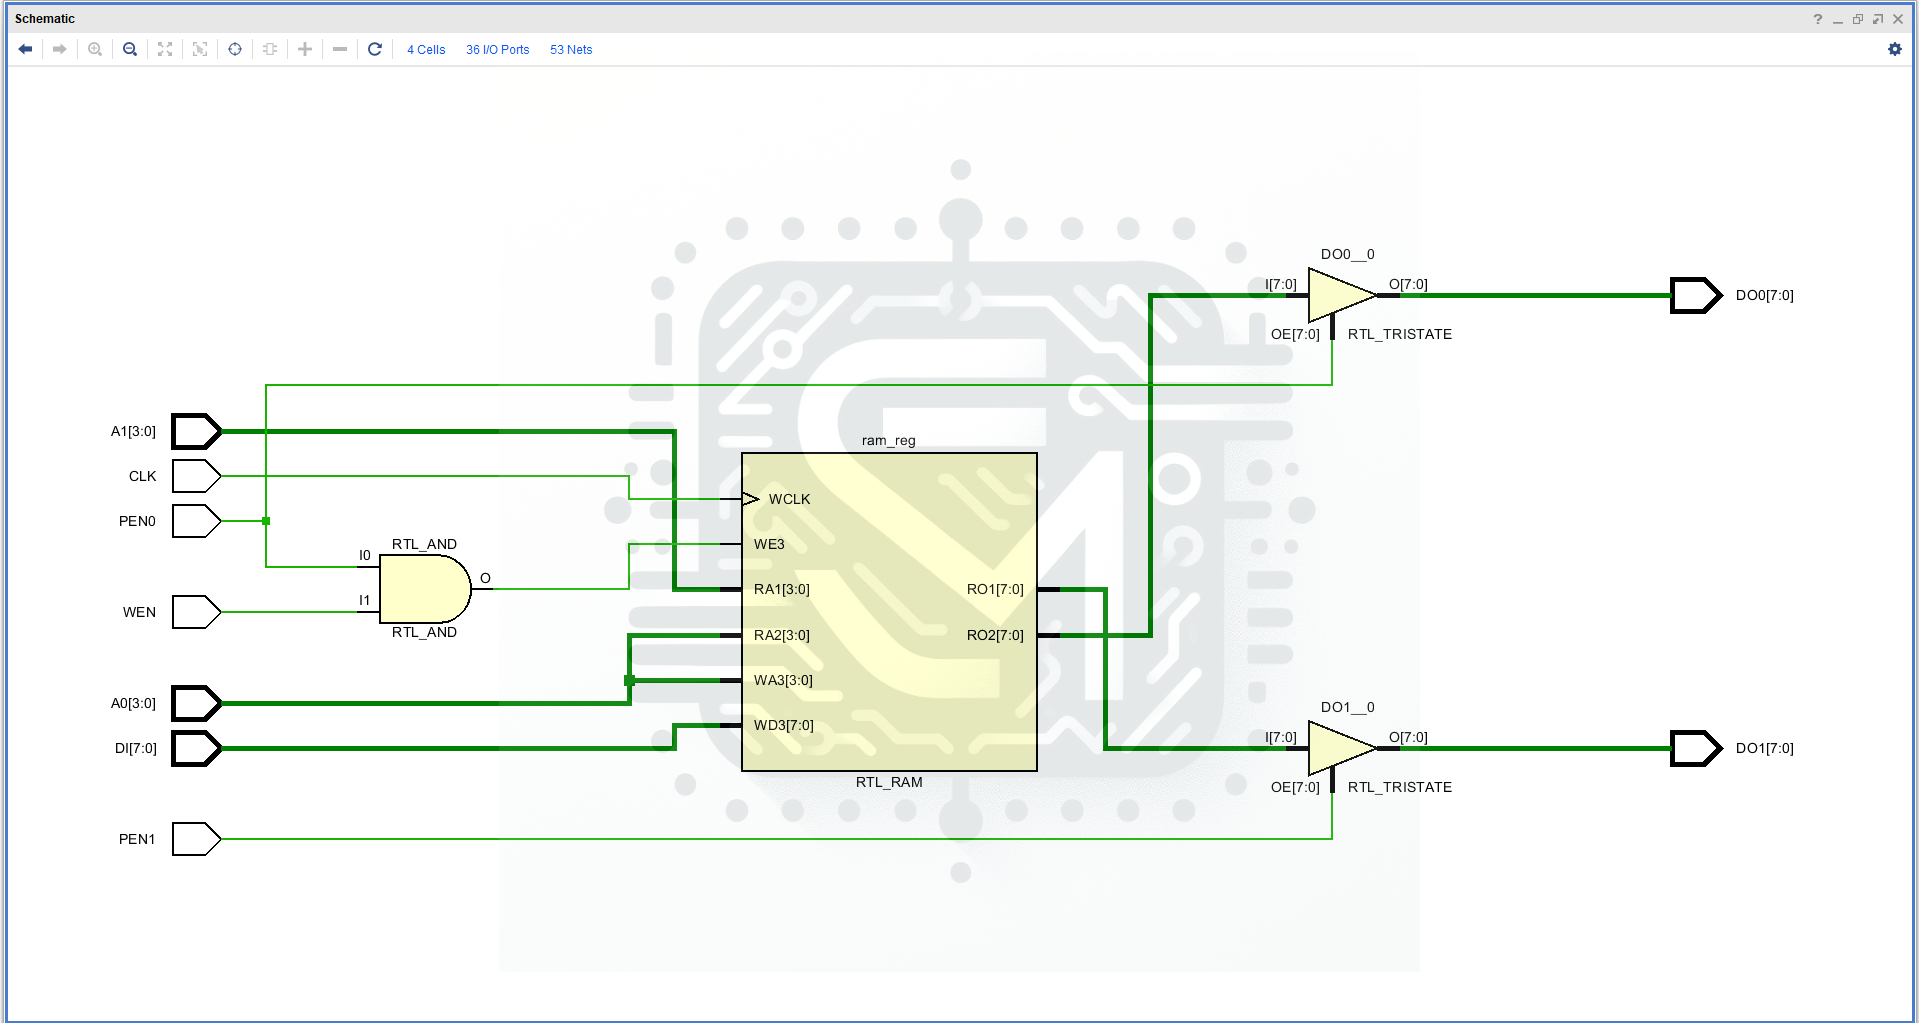 Schematic
?
4 Cells 36 I/O Ports 53 Nets
DO0__0
I[7:0] O[7:0]
DO0[7:0]
OE[7:0] RTL_TRISTATE
A1[3:0]
ram_reg
CLK
WCLK
PEN0
RTL_AND
WE3
I0
O
I1
RA1[3:0]
RO1[7:0]
WEN
RTL_AND
RA2[3:0]
RO2[7:0]
WA3[3:0]
A0[3:0]
DO1__0
WD3[7:0]
DI[7:0]
I[7:0] O[7:0]
DO1[7:0]
RTL_RAM
OE[7:0] RTL_TRISTATE
PEN1